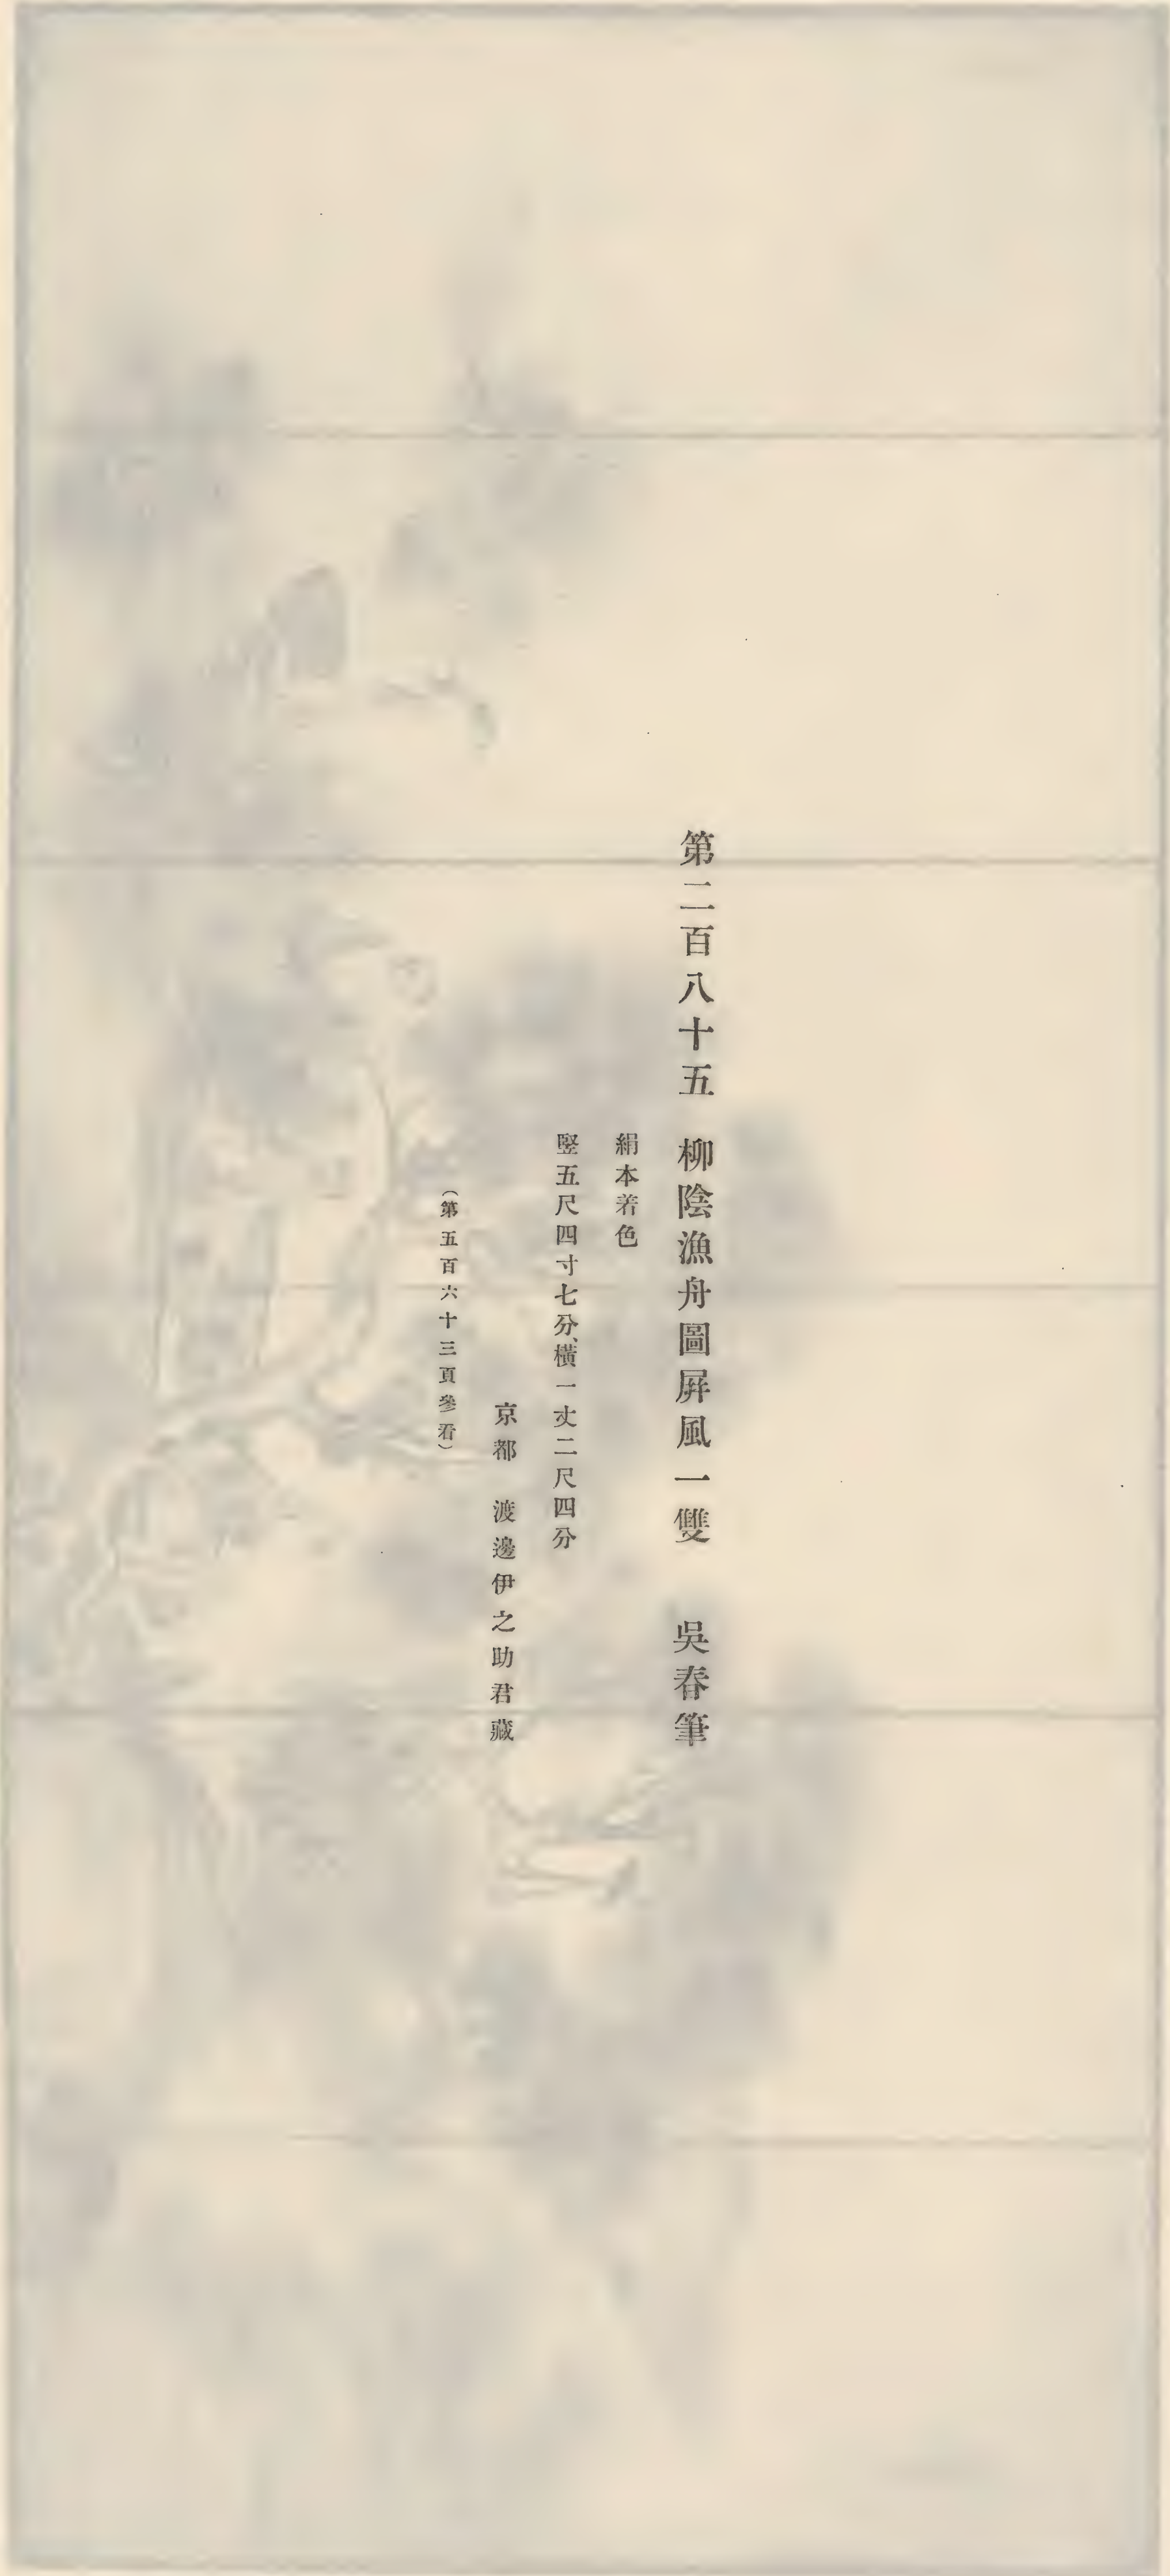 第二百八十五　柳陰漁舟圖屏風一雙　吳春筆
絹本着色
竪五尺四寸七分、橫一丈二尺四分
京都　渡邊伊之助君藏
（第五百六十三頁參看）